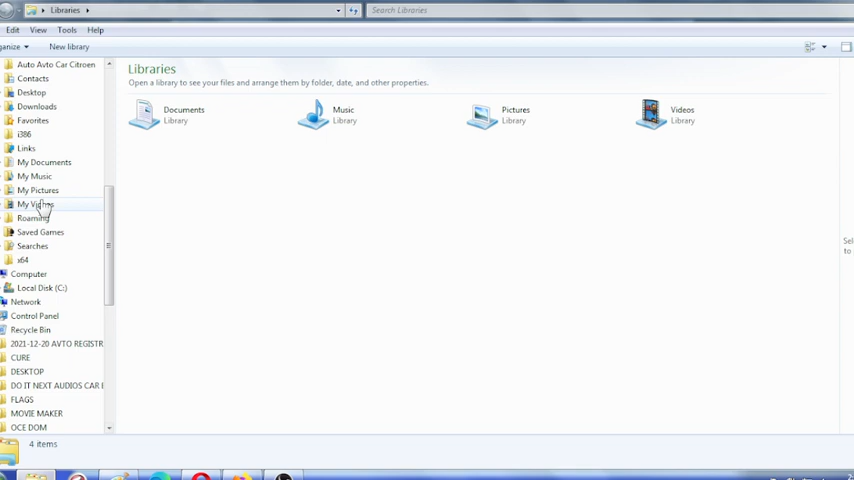 Libraries
Search Libraries
Edit View Tools Help
New library
Auto Avto Car Citroen
Contacts
Desktop
Downloads
Favorites
i386
Links
My Documents
My Music
My Pictures
Roaming
Saved Games
Searches
x64
Computer
Local Disk (C:)
Network
Control Panel
Recycle Bin
2021-12-20 AVTO REGISTR
CURE
DESKTOP
DO IT NEXT AUDIOS CAR
FLAGS
MOVIE MAKER
OCE DOM
Libraries
Open a library to see your files and arrange them by folder, date, and other properties.
Documents
Library
Music
Library
Pictures
Library
Videos
Library
4 items